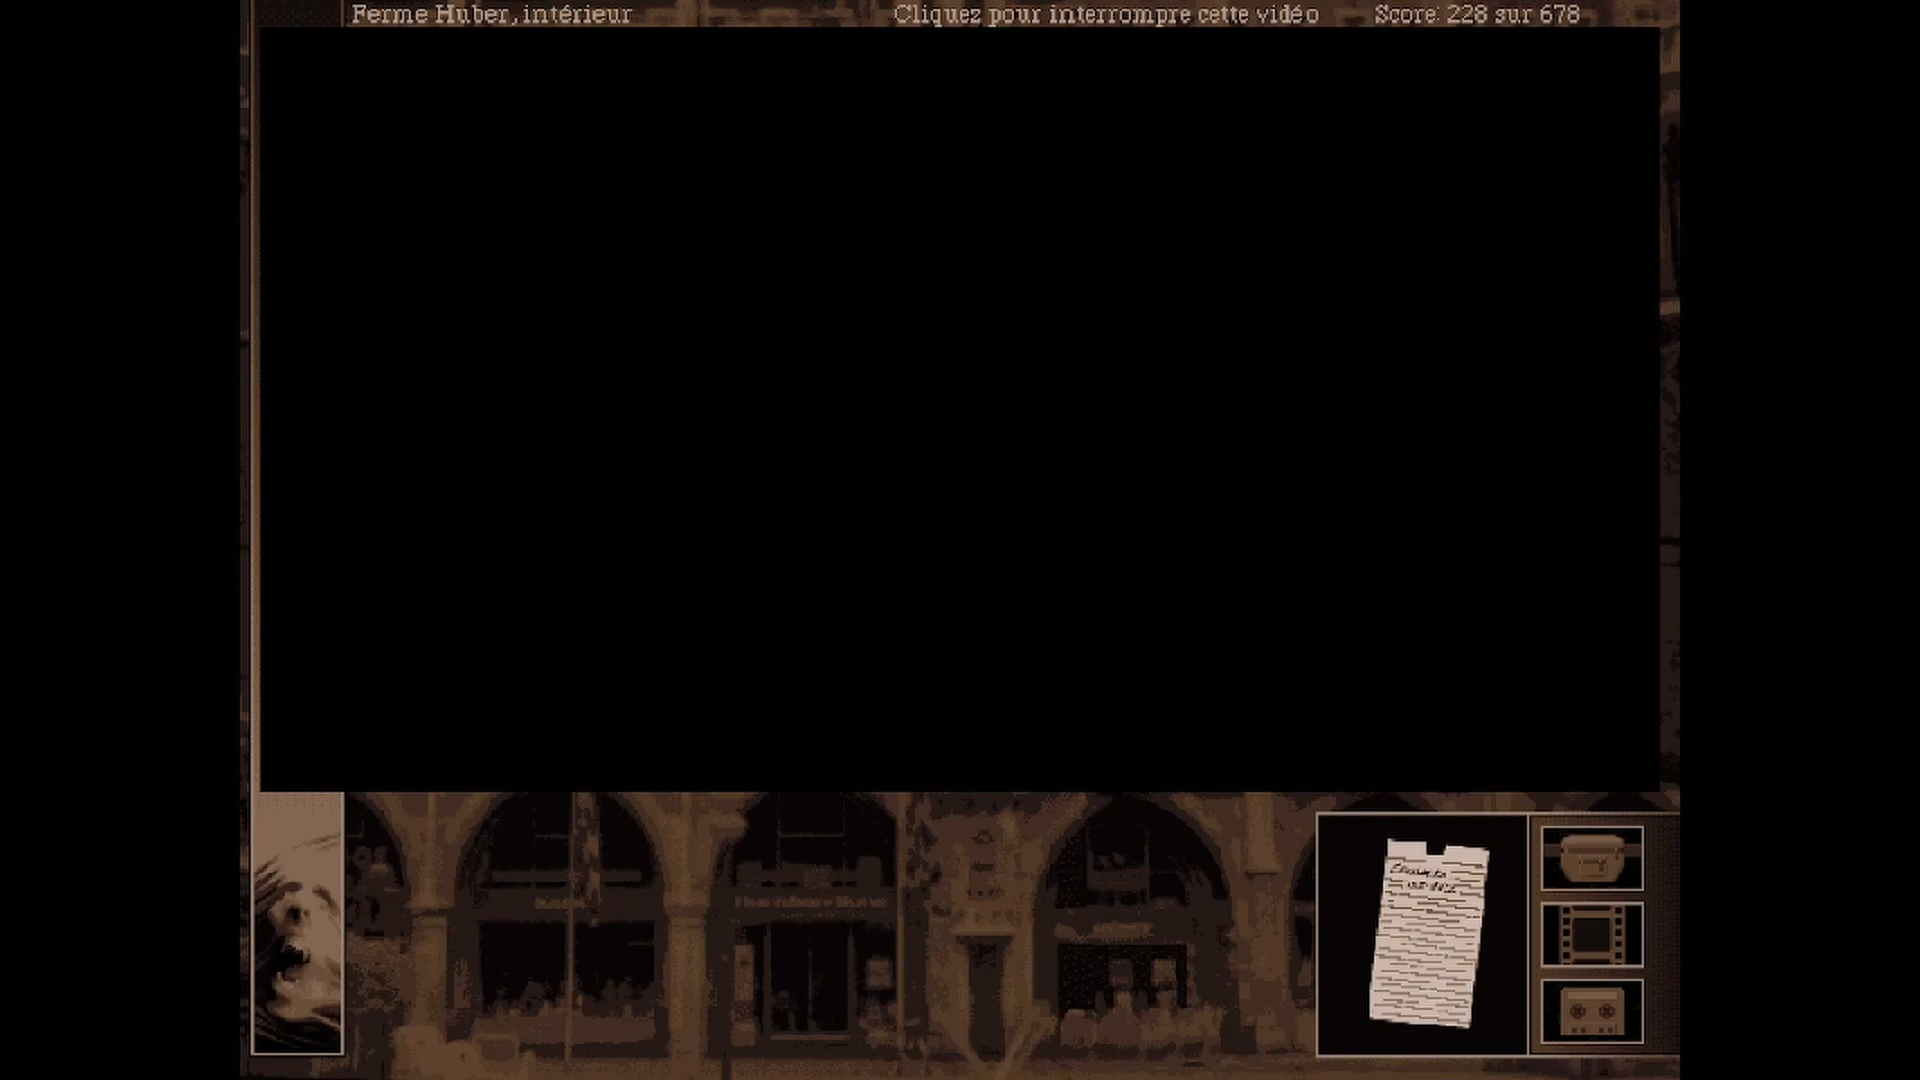 Ferme Huber, intérieur
Cliquez pour interrompre cette vidéo
Score: 228 sur 678